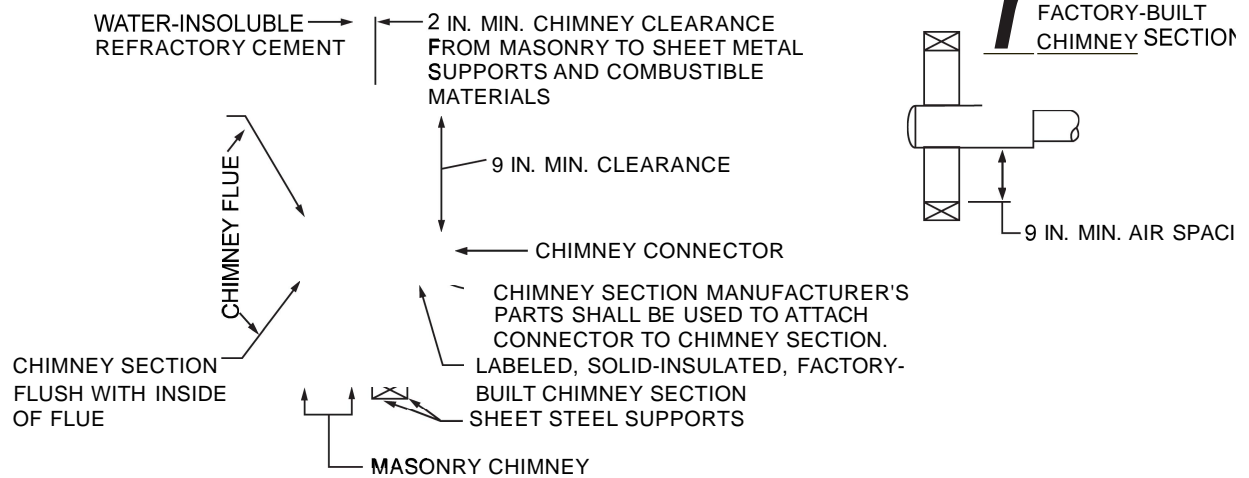 WATER-INSOLUBLE
REFRACTORY CEMENT
2 IN. MIN. CHIMNEY CLEARANCE
FROM MASONRY TO SHEET METAL
SUPPORTS AND COMBUSTIBLE
MATERIALS
FACTORY-BUILT
CHIMNEY SECTION
CHIMNEY FLUE
9 IN. MIN. CLEARANCE
9 IN. MIN. AIR SPACI
CHIMNEY CONNECTOR
CHIMNEY SECTION MANUFACTURER'S
PARTS SHALL BE USED TO ATTACH
CONNECTOR TO CHIMNEY SECTION.
CHIMNEY SECTION
FLUSH WITH INSIDE
OF FLUE
LABELED, SOLID-INSULATED, FACTORY-
BUILT CHIMNEY SECTION
SHEET STEEL SUPPORTS
MASONRY CHIMNEY